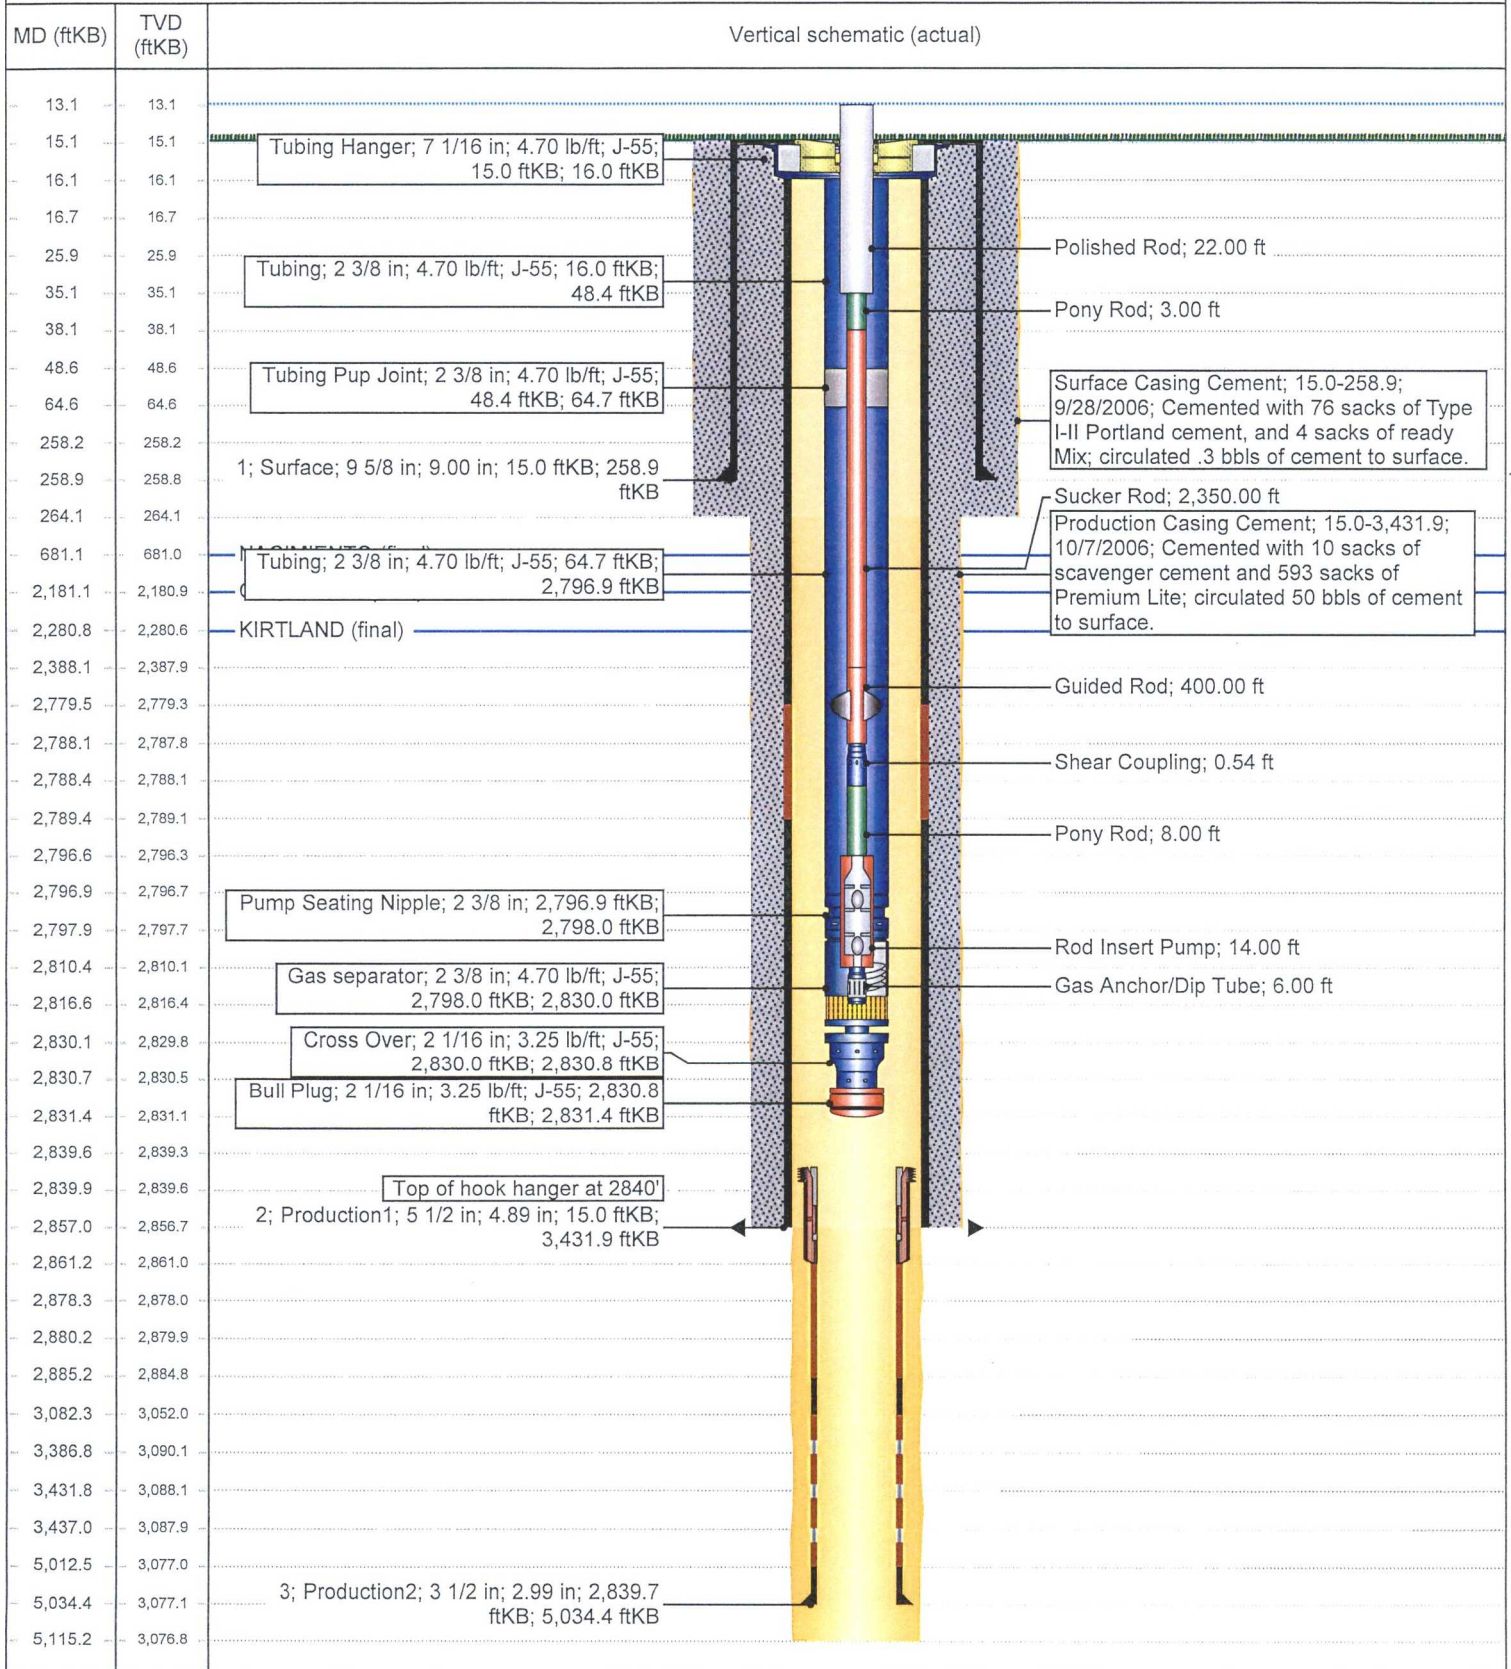 MD (ftKB)
TVD
(ftKB)
Vertical schematic (actual)
13.1 13.1
15.1 15.1
Tubing Hanger; 7 1/16 in; 4.70 lb/ft; J-55;
15.0 ftKB; 16.0 ftKB
16.1 16.1
16.7 16.7
25.9 25.9
Polished Rod; 22.00 ft
Tubing; 2 3/8 in; 4.70 lb/ft; J-55; 16.0 ftKB;
48.4 ftKB
35.1 35.1
Pony Rod; 3.00 ft
38.1 38.1
48.6 48.6
Tubing Pup Joint; 2 3/8 in; 4.70 lb/ft; J-55;
48.4 ftKB; 64.7 ftKB
Surface Casing Cement; 15.0-258.9;
9/28/2006; Cemented with 76 sacks of Type
I-II Portland cement, and 4 sacks of ready
Mix; circulated .3 bbls of cement to surface.
64.6 64.6
258.2 258.2
1; Surface; 9 5/8 in; 9.00 in; 15.0 ftKB; 258.9
ftKB
258.9 258.8
Sucker Rod; 2,350.00 ft
264.1 264.1
Production Casing Cement; 15.0-3,431.9;
10/7/2006; Cemented with 10 sacks of
scavenger cement and 593 sacks of
Premium Lite; circulated 50 bbls of cement
to surface.
681.1 681.0
Tubing; 2 3/8 in; 4.70 lb/ft; J-55; 64.7 ftKB;
2,796.9 ftKB
2,181.1 2,180.9
2,280.8 2,280.6
KIRTLAND (final)
2,388.1 2,387.9
Guided Rod; 400.00 ft
2,779.5 2,779.3
2,788.1 2,787.8
Shear Coupling; 0.54 ft
2,788.4 2,788.1
2,789.4 2,789.1
Pony Rod; 8.00 ft
2,796.6 2,796.3
2,796.9 2,796.7
Pump Seating Nipple; 2 3/8 in; 2,796.9 ftKB;
2,798.0 ftKB
2,797.9 2,797.7
Rod Insert Pump; 14.00 ft
2,810.4 2,810.1
Gas separator; 2 3/8 in; 4.70 lb/ft; J-55;
2,798.0 ftKB; 2,830.0 ftKB
Gas Anchor/Dip Tube; 6.00 ft
2,816.6 2,816.4
2,830.1 2,829.8
Cross Over; 2 1/16 in; 3.25 lb/ft; J-55;
2,830.0 ftKB; 2,830.8 ftKB
2,830.7 2,830.5
Bull Plug; 2 1/16 in; 3.25 lb/ft; J-55; 2,830.8
ftKB; 2,831.4 ftKB
2,831.4 2,831.1
2,839.6 2,839.3
2,839.9 2,839.6
Top of hook hanger at 2840'
2; Production1; 5 1/2 in; 4.89 in; 15.0 ftKB;
3,431.9 ftKB
2,857.0 2,856.7
2,861.2 2,861.0
2,878.3 2,878.0
2,880.2 2,879.9
2,885.2 2,884.8
3,082.3 3,052.0
3,386.8 3,090.1
3,431.8 3,088.1
3,437.0 3,087.9
5,012.5 3,077.0
3; Production2; 3 1/2 in; 2.99 in; 2,839.7
ftKB; 5,034.4 ftKB
5,034.4 3,077.1
5,115.2 3,076.8